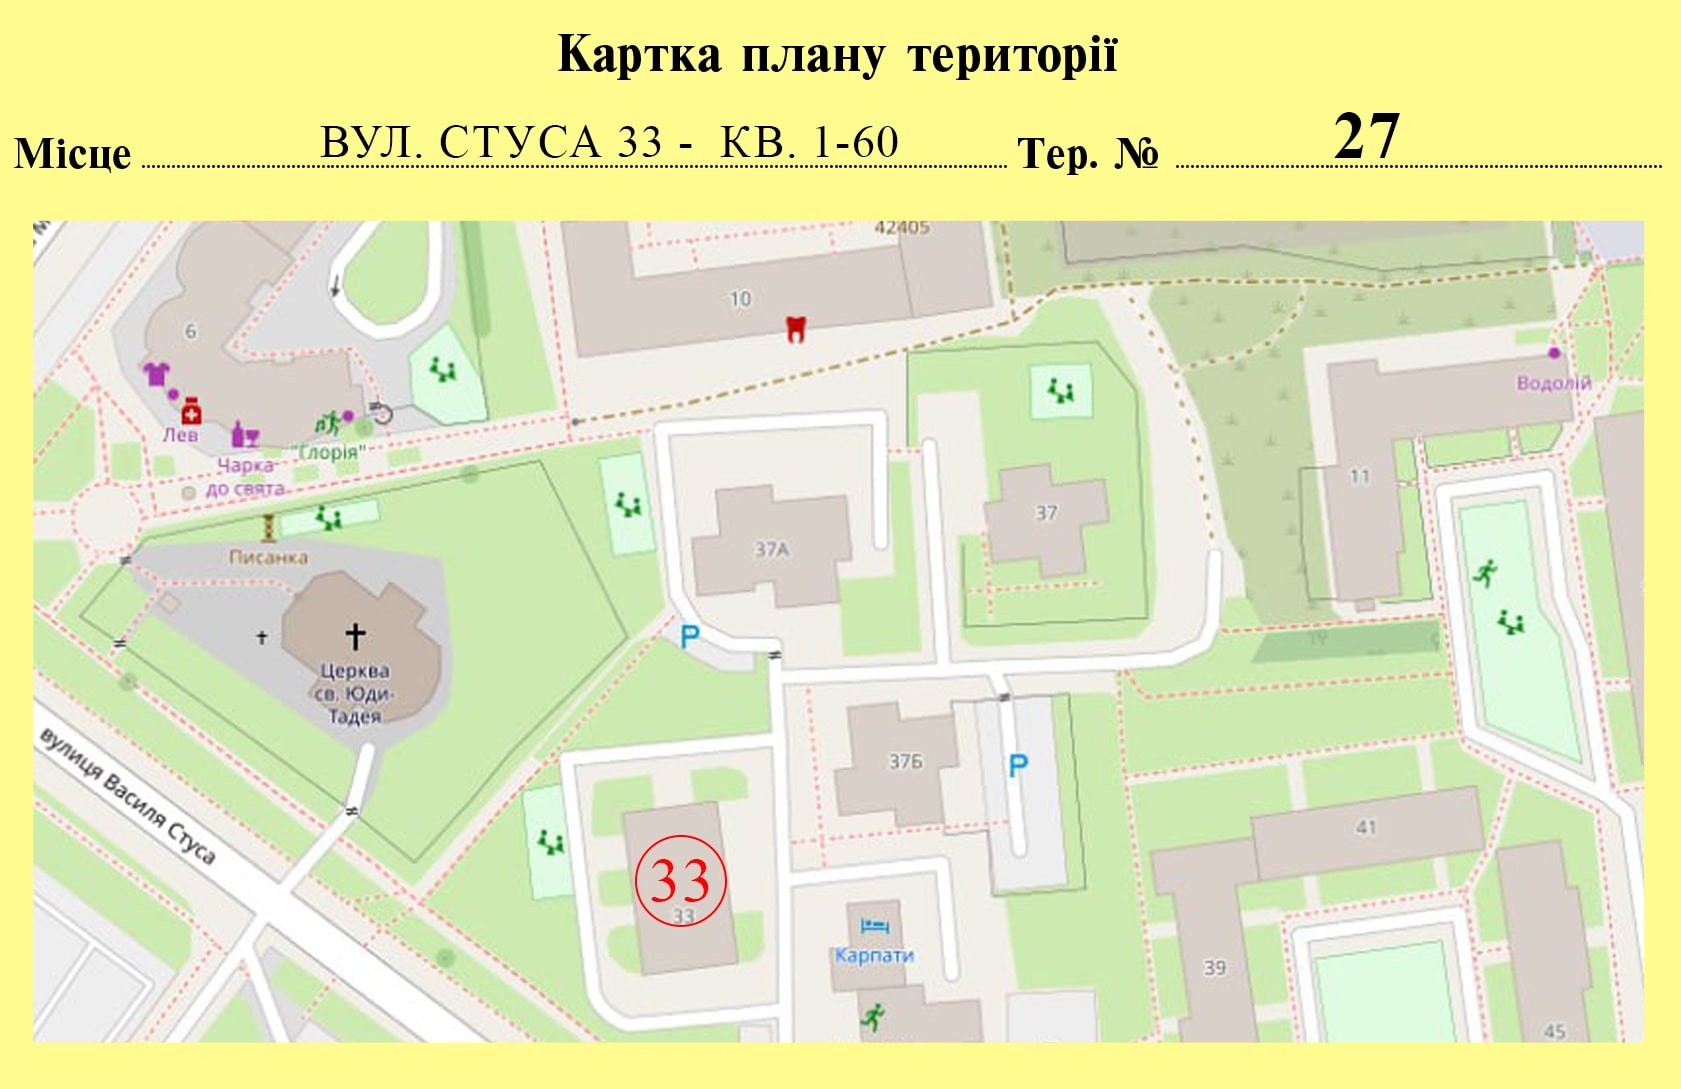 Картка плану території
Місце ВУЛ. СТУСА 33 - КВ. 1-60 Тер. № 27
42405
10
6
Лев
"Глорія"
Чарка
до свята
Писанка
Водолій
11
37
37А
Р
Церква
св. Юди-
Тадея
вулиця Василя Стуса
37Б
Р
33
33
41
Карпати
39
45